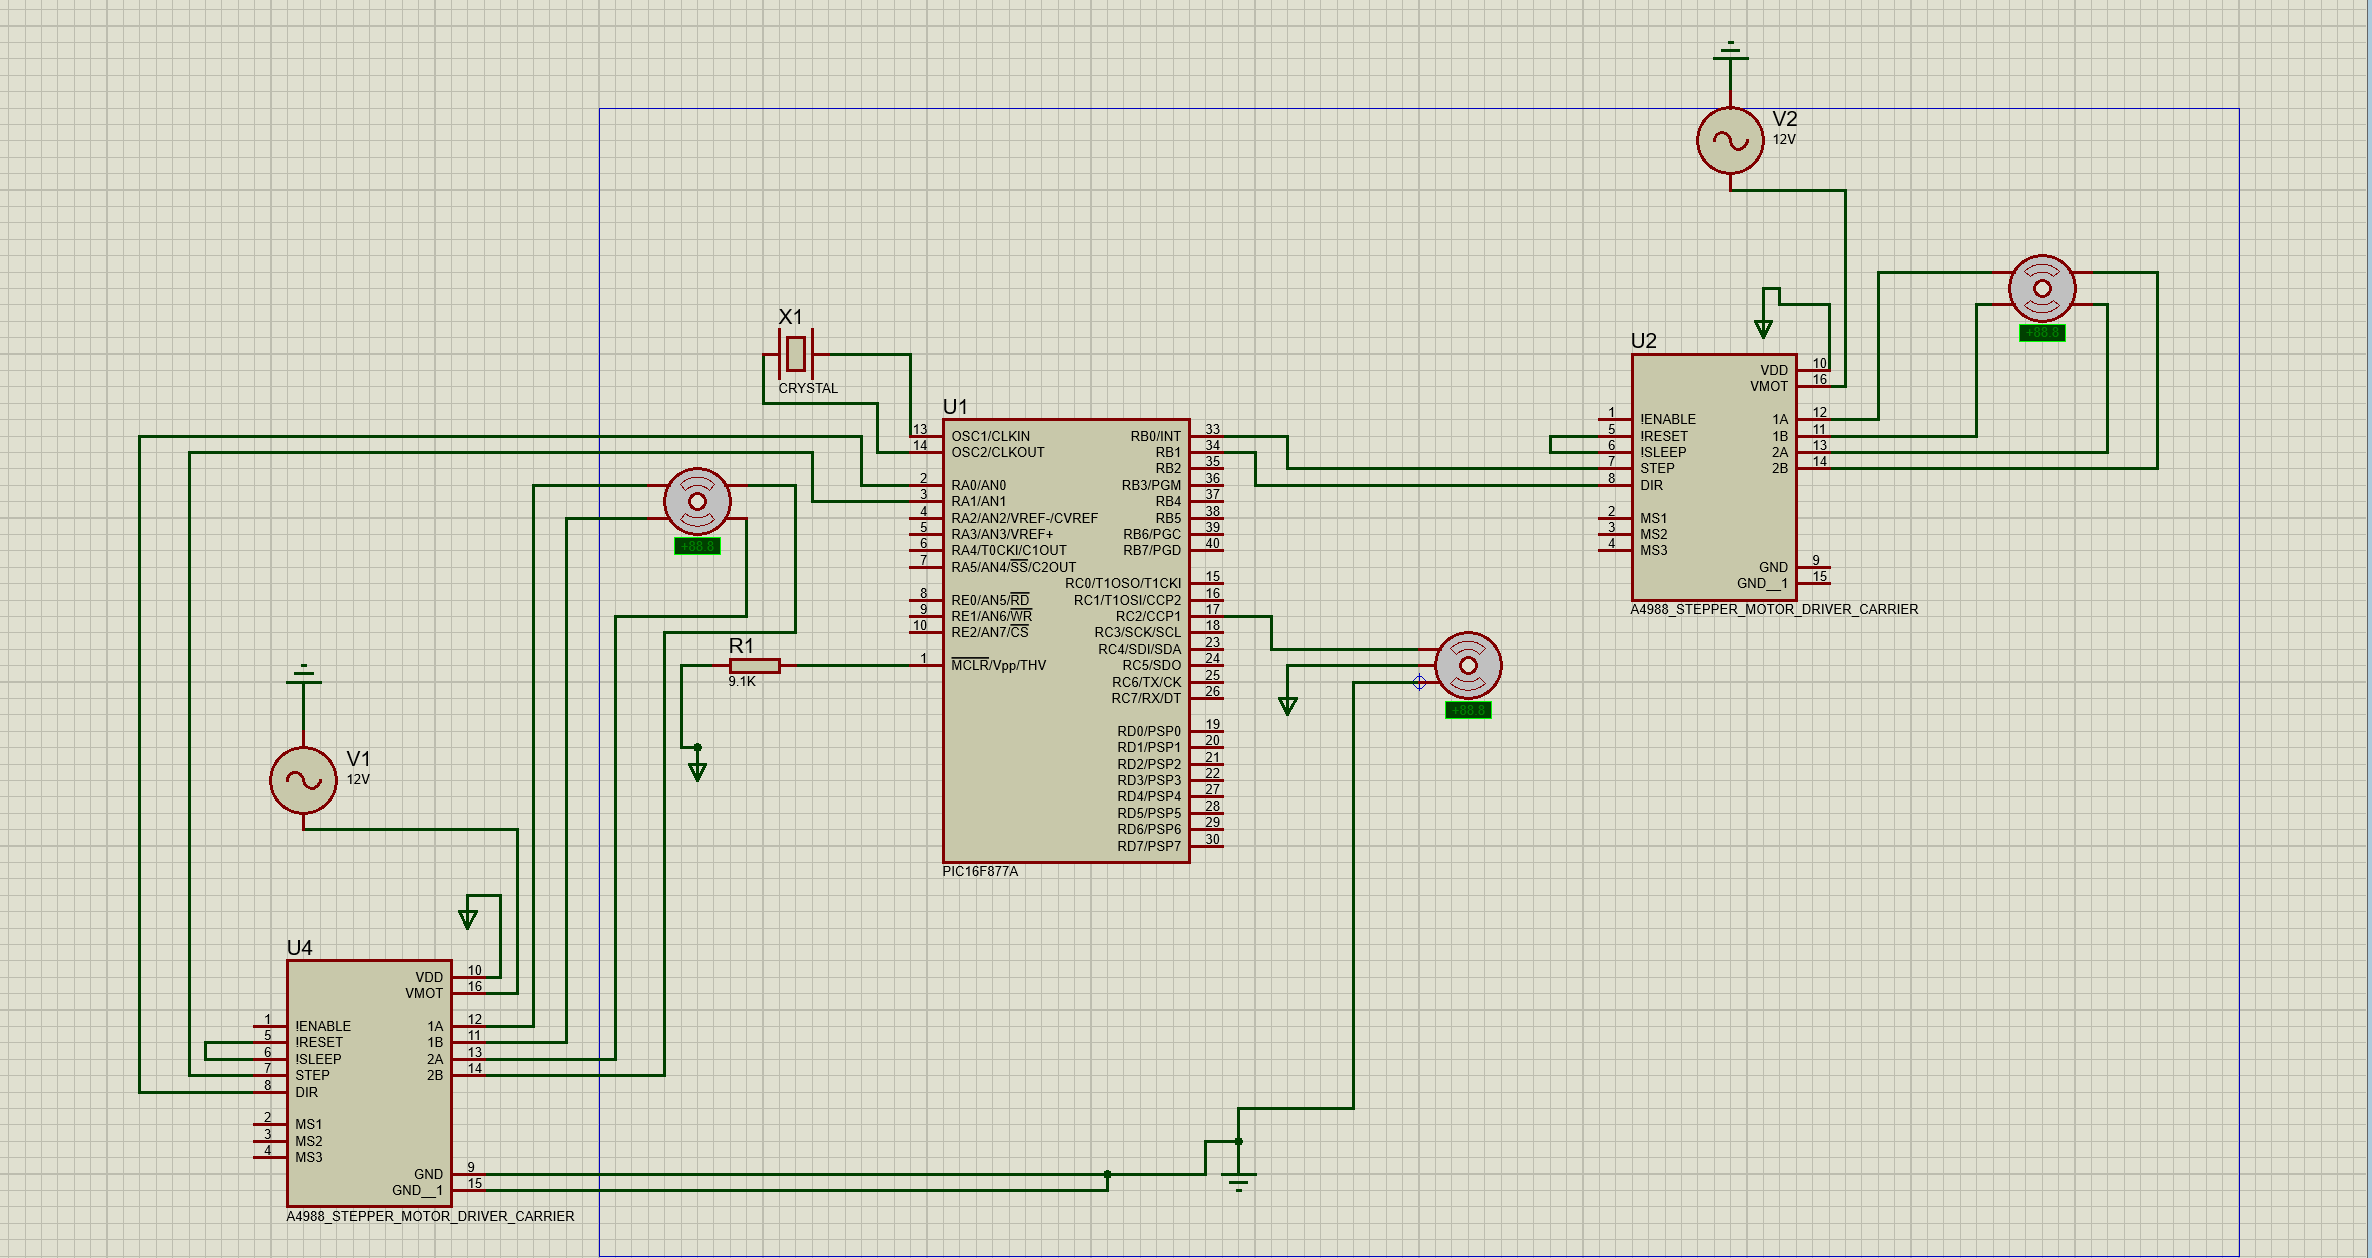 V2
12V
X1
CRYSTAL
U1
13 OSC1/CLKIN
14 OSC2/CLKOUT
2 RA0/AN0
3 RA1/AN1
4 RA2/AN2/VREF-/CVREF
5 RA3/AN3/VREF+
6 RA4/T0CKI/C1OUT
7 RA5/AN4/SS/C2OUT
8 RE0/AN5/RD
9 RE1/AN6/WR
10 RE2/AN7/CS
1 MCLR/Vpp/THV
RB0/INT 33
RB1 34
RB2 35
RB3/PGM 36
RB4 37
RB5 38
RB6/PGC 39
RB7/PGD 40
RC0/T1OSO/T1CKI 15
RC1/T1OSI/CCP2 16
RC2/CCP1 17
RC3/SCK/SCL 18
RC4/SDI/SDA 23
RC5/SDO 24
RC6/TX/CK 25
RC7/RX/DT 26
RD0/PSP0 19
RD1/PSP1 20
RD2/PSP2 21
RD3/PSP3 22
RD4/PSP4 27
RD5/PSP5 28
RD6/PSP6 29
RD7/PSP7 30
PIC16F877A
U2
VDD 10
VMOT 16
1 !ENABLE
5 !RESET
6 !SLEEP
7 STEP
8 DIR
2 MS1
3 MS2
4 MS3
1A 12
1B 11
2A 13
2B 14
GND 9
GND__1 15
A4988_STEPPER_MOTOR_DRIVER_CARRIER
+88.8
+88.8
+88.8
R1
9.1K
V1
12V
U4
VDD 10
VMOT 16
1 !ENABLE
5 !RESET
6 !SLEEP
7 STEP
8 DIR
2 MS1
3 MS2
4 MS3
1A 12
1B 11
2A 13
2B 14
GND 9
GND__1 15
A4988_STEPPER_MOTOR_DRIVER_CARRIER